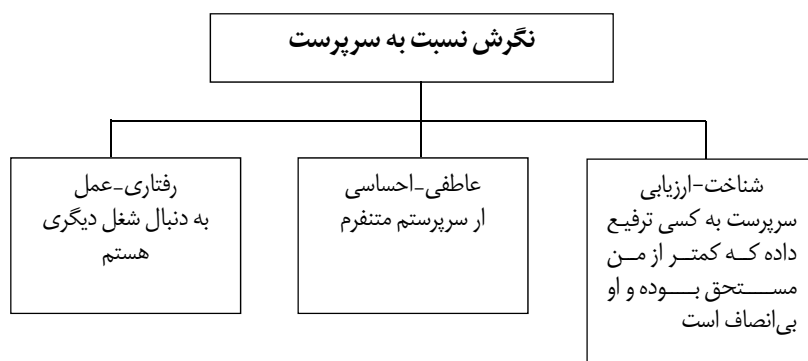 نگرش نسبت به سرپرست
شناخت-ارزیابی
سرپرست به کسی ترفیع
داده که کمتر از من
مستحق بوده و او
بی‌انصاف است
عاطفی-احساسی
ار سرپرستم متنفرم
رفتاری-عمل
به دنبال شغل دیگری
هستم